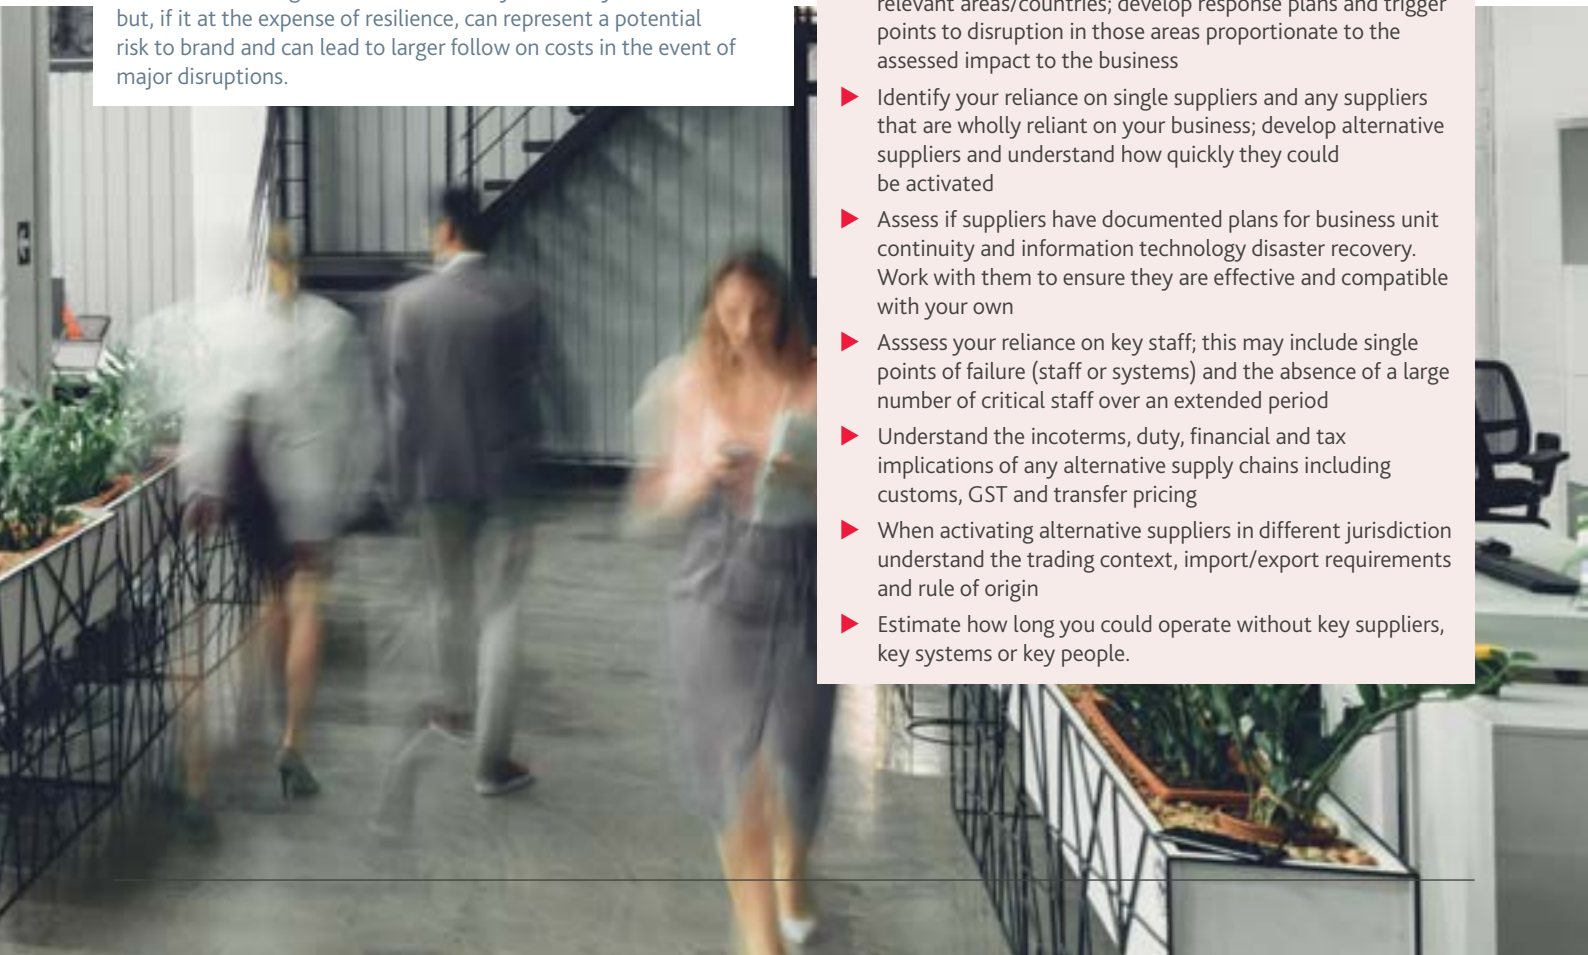 but, if it at the expense of resilience, can represent a potential
risk to brand and can lead to larger follow on costs in the event of
major disruptions.
relevant areas/countries; develop response plans and trigger
points to disruption in those areas proportionate to the
assessed impact to the business
▶ Identify your reliance on single suppliers and any suppliers
that are wholly reliant on your business; develop alternative
suppliers and understand how quickly they could
be activated
▶ Assess if suppliers have documented plans for business unit
continuity and information technology disaster recovery.
Work with them to ensure they are effective and compatible
with your own
▶ Asssess your reliance on key staff; this may include single
points of failure (staff or systems) and the absence of a large
number of critical staff over an extended period
▶ Understand the incoterms, duty, financial and tax
implications of any alternative supply chains including
customs, GST and transfer pricing
▶ When activating alternative suppliers in different jurisdiction
understand the trading context, import/export requirements
and rule of origin
▶ Estimate how long you could operate without key suppliers,
key systems or key people.